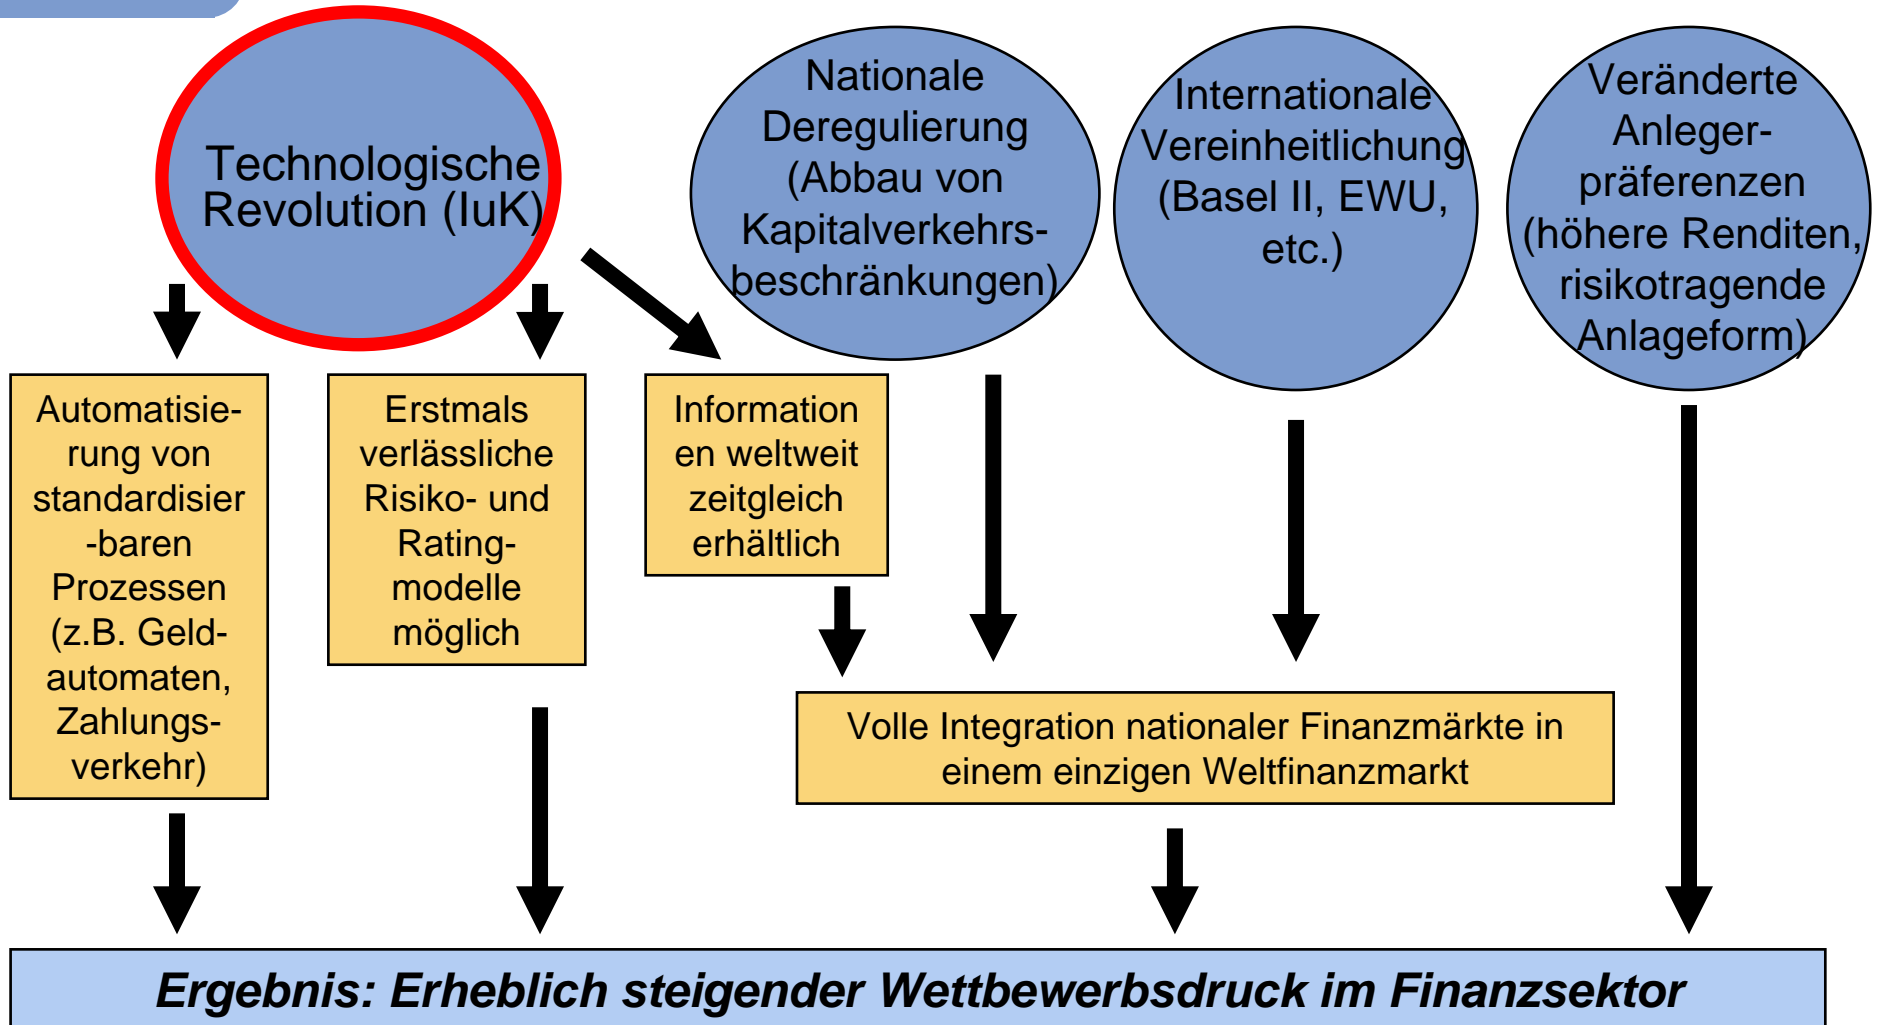 Technologische
Revolution (IuK)
Nationale
Deregulierung
(Abbau von
Kapitalverkehrs-
beschränkungen)
Internationale
Vereinheitlichung
(Basel II, EWU,
etc.)
Veränderte
Anleger-
präferenzen
(höhere Renditen,
risikotragende
Anlageform)
Automatisie-
rung von
standardisier
-baren
Prozessen
(z.B. Geld-
automaten,
Zahlungs-
verkehr)
Erstmals
verlässliche
Risiko- und
Rating-
modelle
möglich
Information
en weltweit
zeitgleich
erhältlich
Volle Integration nationaler Finanzmärkte in
einem einzigen Weltfinanzmarkt
Ergebnis: Erheblich steigender Wettbewerbsdruck im Finanzsektor